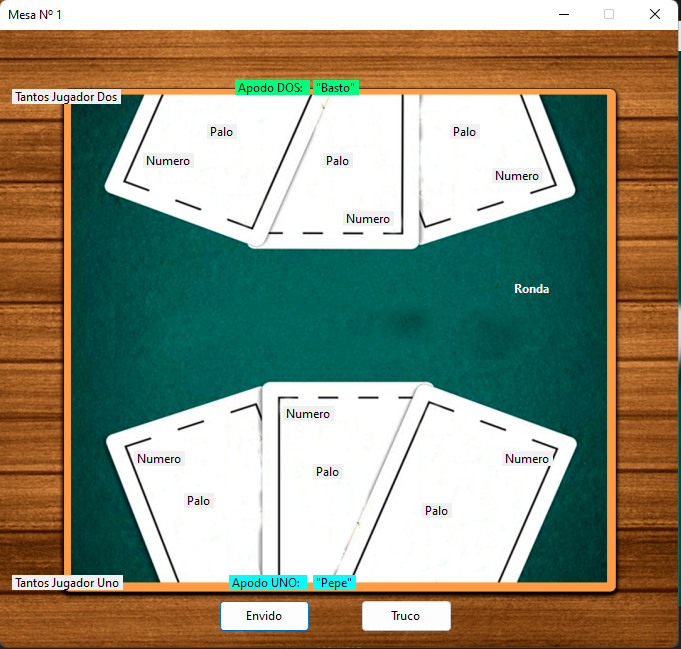 Mesa Nº 1
Apodo DOS: "Basto"
Tantos Jugador Dos
Palo
Palo
Palo
Numero
Numero
Numero
Ronda
Numero
Numero
Numero
Palo
Palo
Palo
Tantos Jugador Uno
Apodo UNO: "Pepe"
Envido
Truco